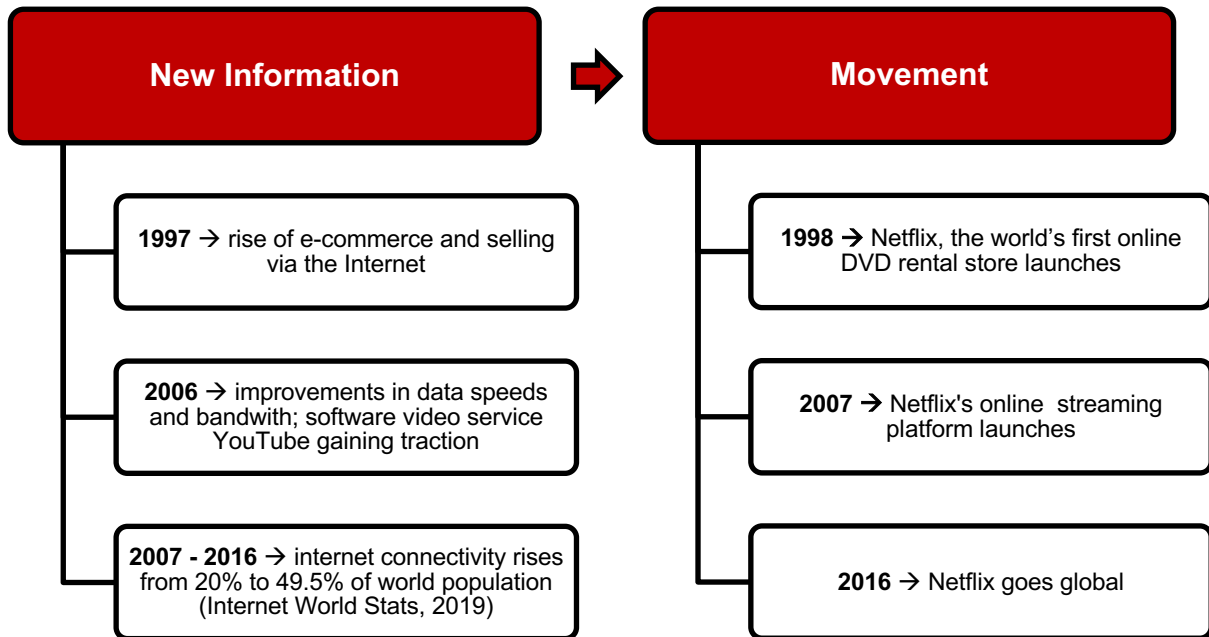 New Information
1997 → rise of e-commerce and selling
via the Internet
2006 → improvements in data speeds
and bandwith; software video service
YouTube gaining traction
2007 - 2016 → internet connectivity rises
from 20% to 49.5% of world population
(Internet World Stats, 2019)
Movement
1998 → Netflix, the world’s first online
DVD rental store launches
2007 → Netflix's online  streaming
platform launches
2016 → Netflix goes global